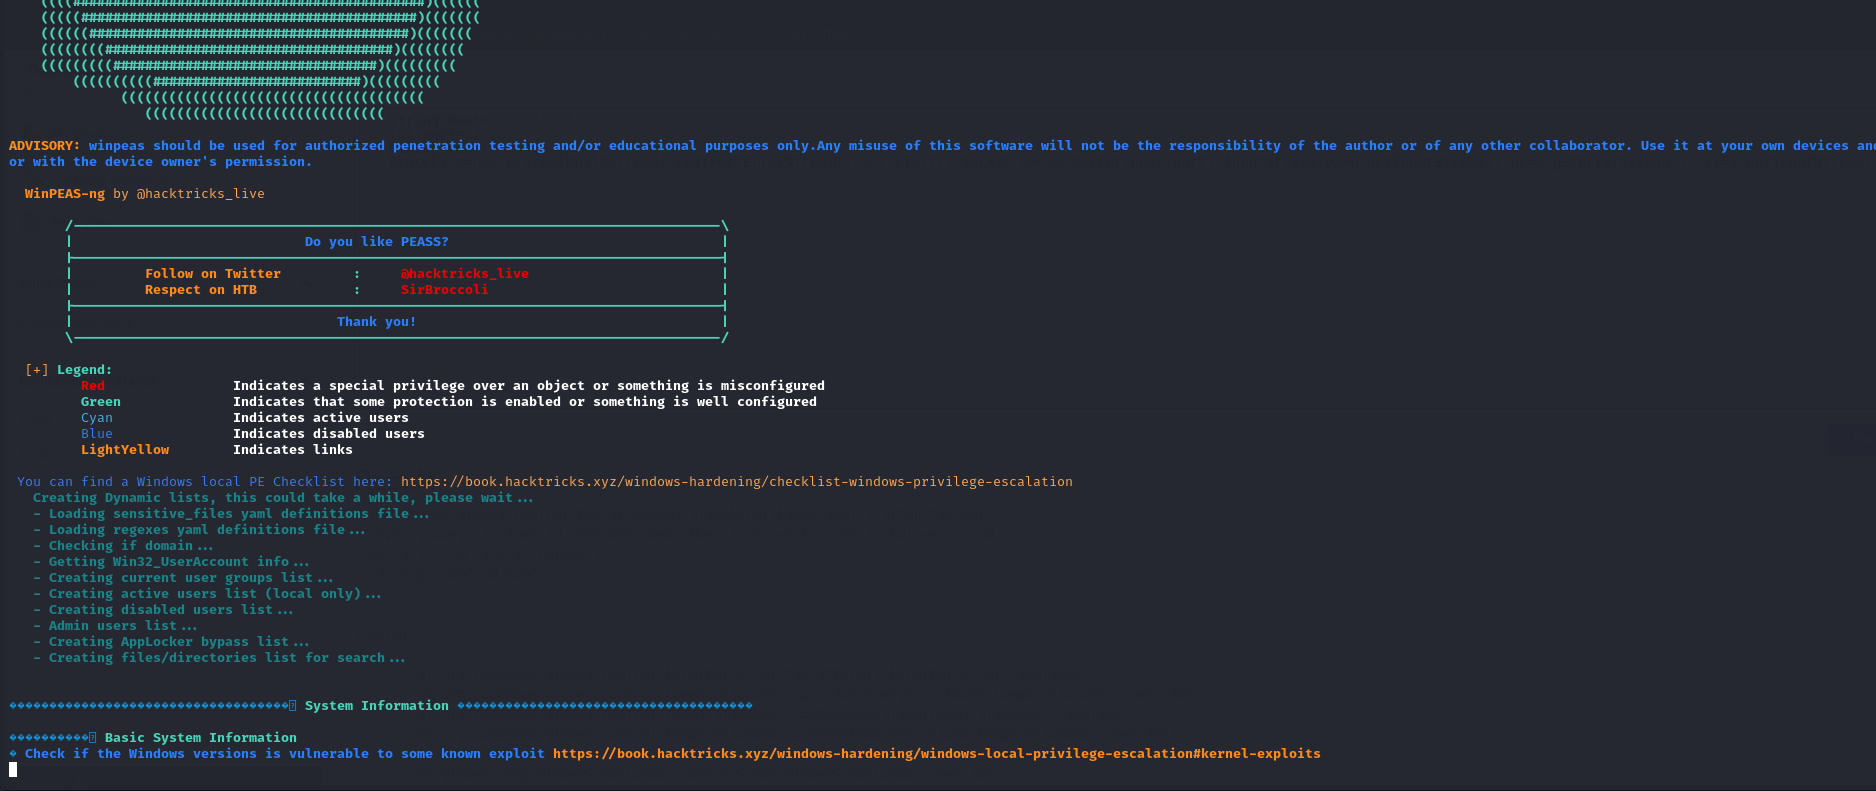 ((((############################################)((((((
(((((##########################################)(((((((
((((((########################################)(((((((
((((((((####################################)((((((((
(((((((((#################################)(((((((((
((((((((((##########################)(((((((((
((((((((((((((((((((((((((((((((((((((
((((((((((((((((((((((((((((((
ADVISORY: winpeas should be used for authorized penetration testing and/or educational purposes only.Any misuse of this software will not be the responsibility of the author or of any other collaborator. Use it at your own devices and
or with the device owner's permission.
WinPEAS-ng by @hacktricks_live
Do you like PEASS?
Follow on Twitter : @hacktricks_live
Respect on HTB : SirBroccoli
Thank you!
[+] Legend:
Red Indicates a special privilege over an object or something is misconfigured
Green Indicates that some protection is enabled or something is well configured
Cyan Indicates active users
Blue Indicates disabled users
LightYellow Indicates links
You can find a Windows local PE Checklist here: https://book.hacktricks.xyz/windows-hardening/checklist-windows-privilege-escalation
Creating Dynamic lists, this could take a while, please wait...
- Loading sensitive_files yaml definitions file...
- Loading regexes yaml definitions file...
- Checking if domain...
- Getting Win32_UserAccount info...
- Creating current user groups list...
- Creating active users list (local only)...
- Creating disabled users list...
- Admin users list...
- Creating AppLocker bypass list...
- Creating files/directories list for search...
System Information
Basic System Information
Check if the Windows versions is vulnerable to some known exploit https://book.hacktricks.xyz/windows-hardening/windows-local-privilege-escalation#kernel-exploits